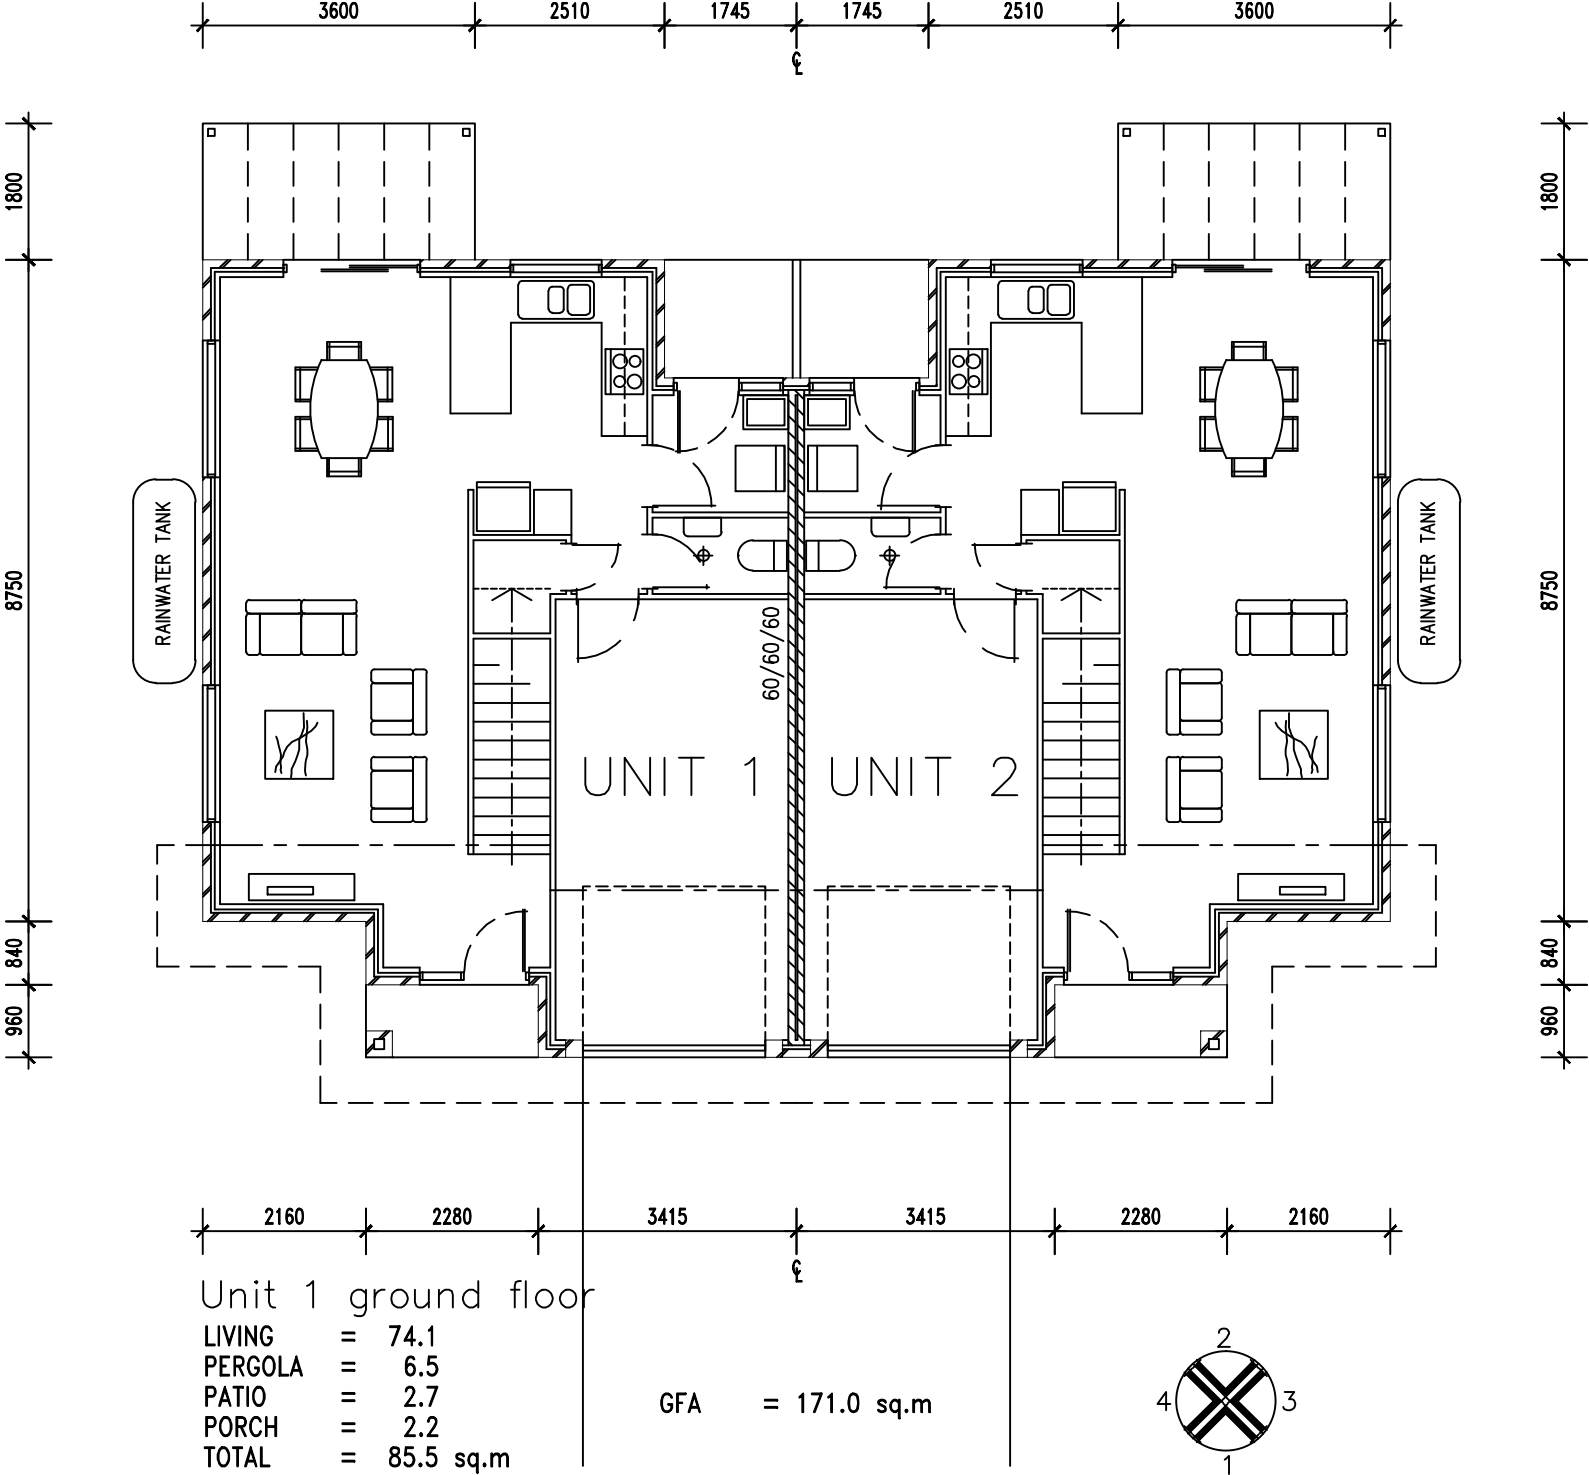 3600 2510 1745 1745 2510 3600
℄
1800 1800
RAINWATER TANK
RAINWATER TANK
8750 8750
60/60/60
UNIT 1 UNIT 2
840 840
960 960
2160 2280 3415 3415 2280 2160
℄
Unit 1 ground floor
LIVING = 74.1
PERGOLA = 6.5
PATIO = 2.7
PORCH = 2.2
TOTAL = 85.5 sq.m
GFA = 171.0 sq.m
2
4 3
1